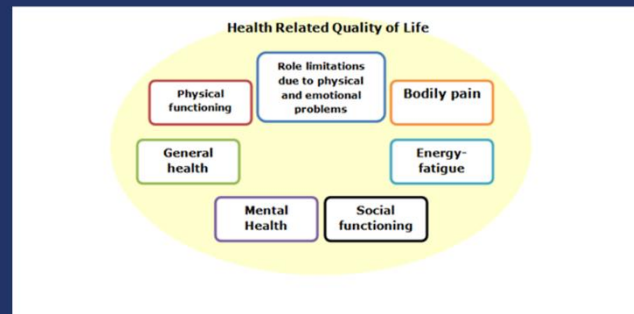 Health Related Quality of Life
Role limitations
due to physical
and emotional
problems
Physical
functioning
Bodily pain
General
health
Energy-
fatigue
Mental
Health
Social
functioning